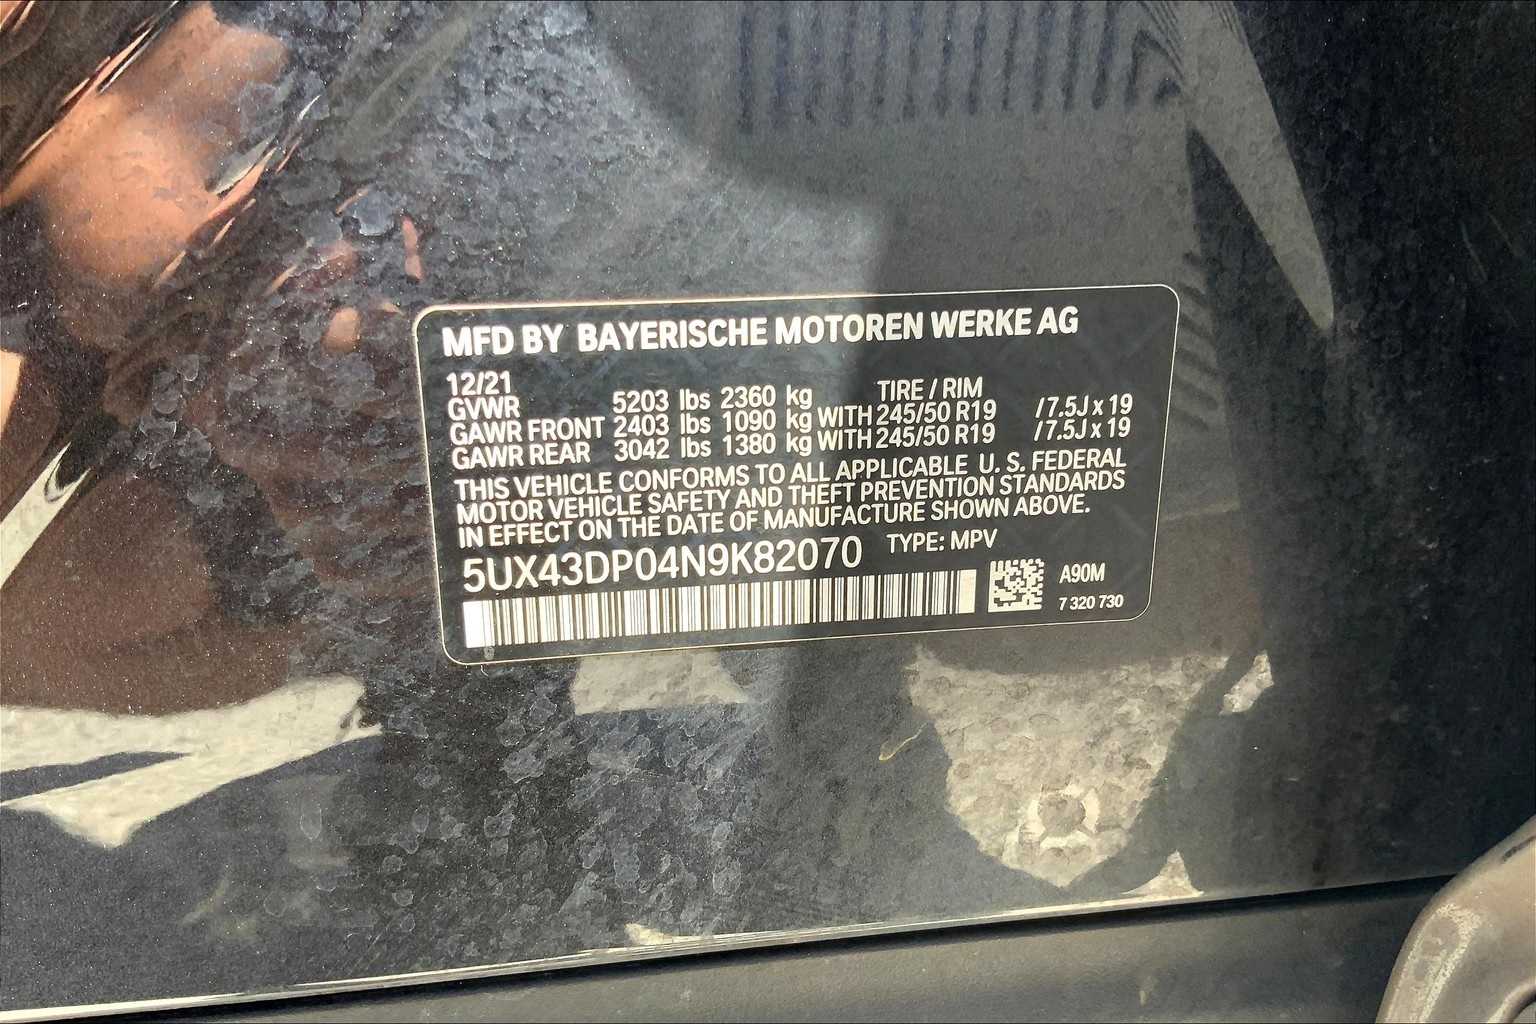 MFD BY BAYERISCHE MOTOREN WERKE AG
12/21 TIRE / RIM
GVWR 5203 lbs 2360 kg WITH 245/50 R19 / 7.5J x 19
GAWR FRONT 2403 lbs 1090 kg WITH 245/50 R19 / 7.5J x 19
GAWR REAR 3042 lbs 1380 kg
THIS VEHICLE CONFORMS TO ALL APPLICABLE U. S. FEDERAL
MOTOR VEHICLE SAFETY AND THEFT PREVENTION STANDARDS
IN EFFECT ON THE DATE OF MANUFACTURE SHOWN ABOVE.
5UX43DP04N9K82070 TYPE: MPV
A90M
7 320 730